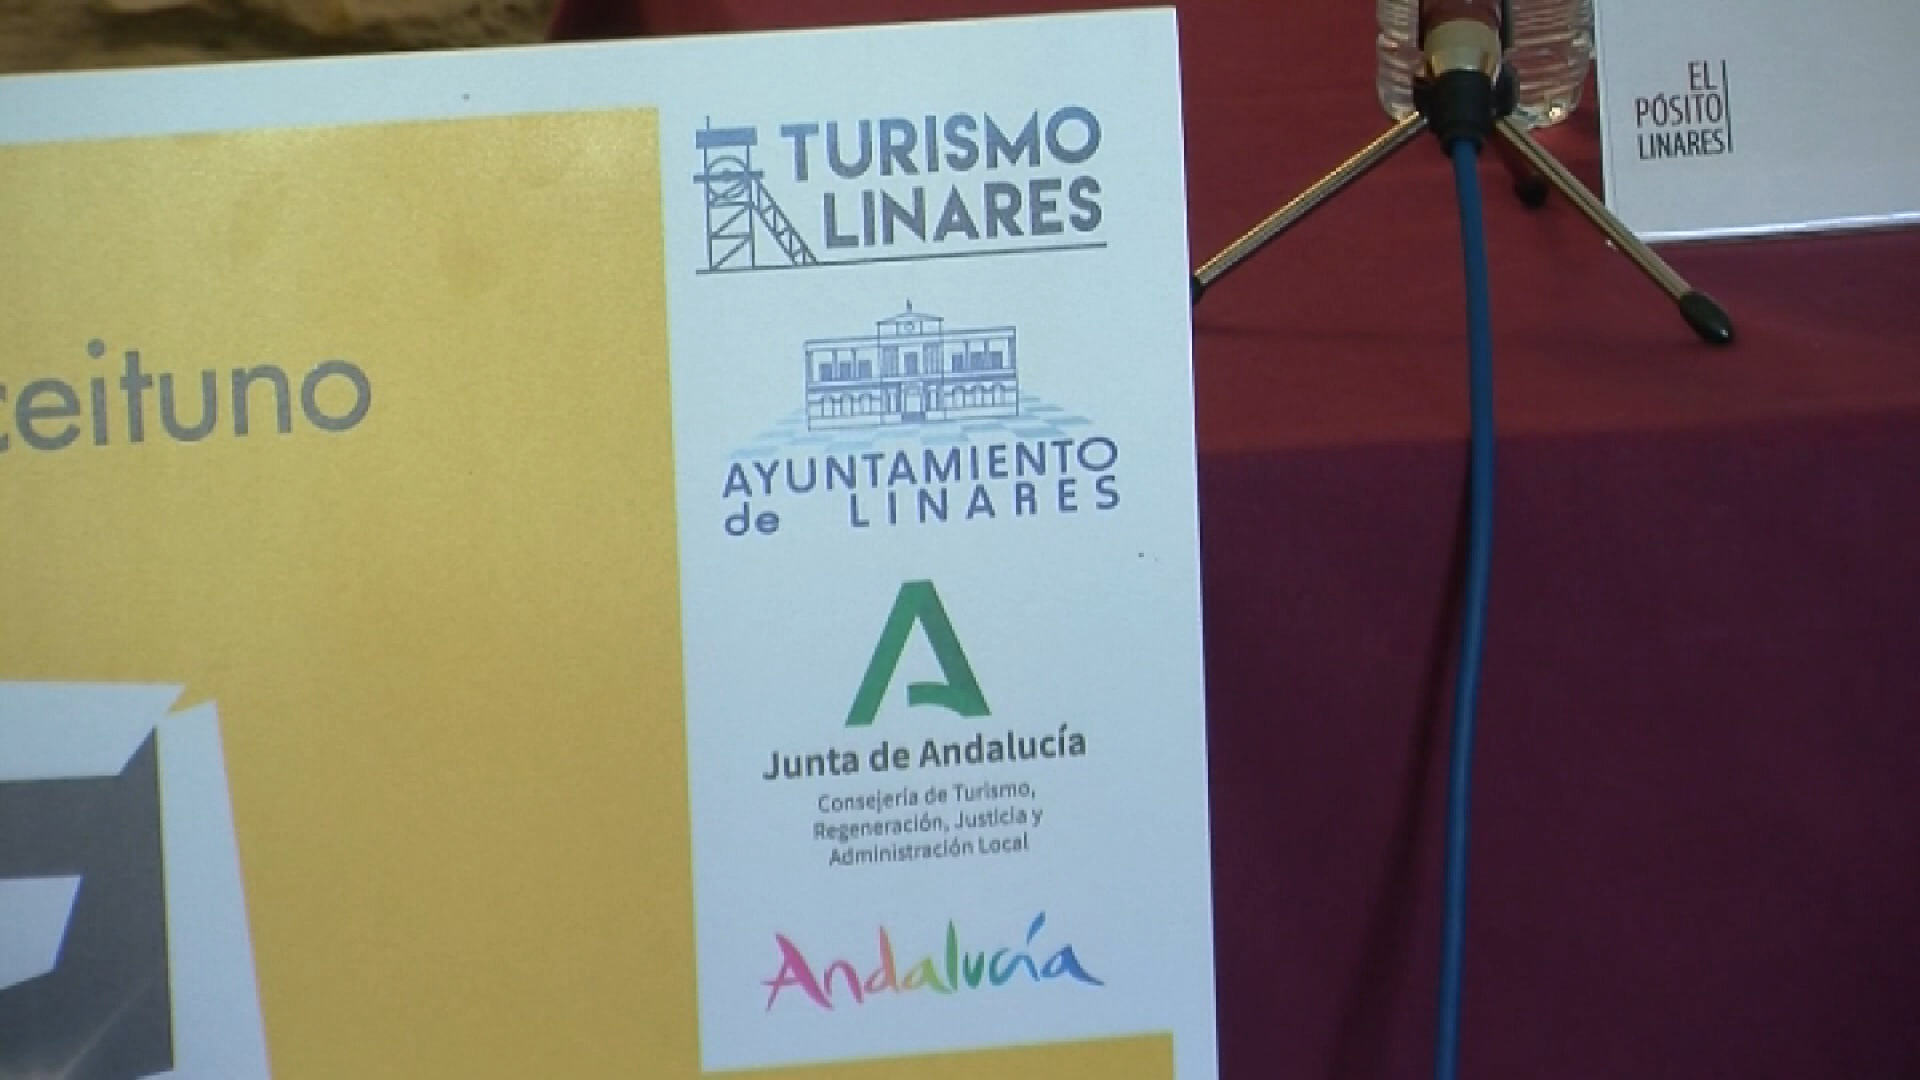 TURISMO
LINARES
AYUNTAMIENTO
de LINARES
Junta de Andalucía
Consejería de Turismo,
Regeneración, Justicia y
Administración Local
Andalucía
EL
PÓSITO
LINARES